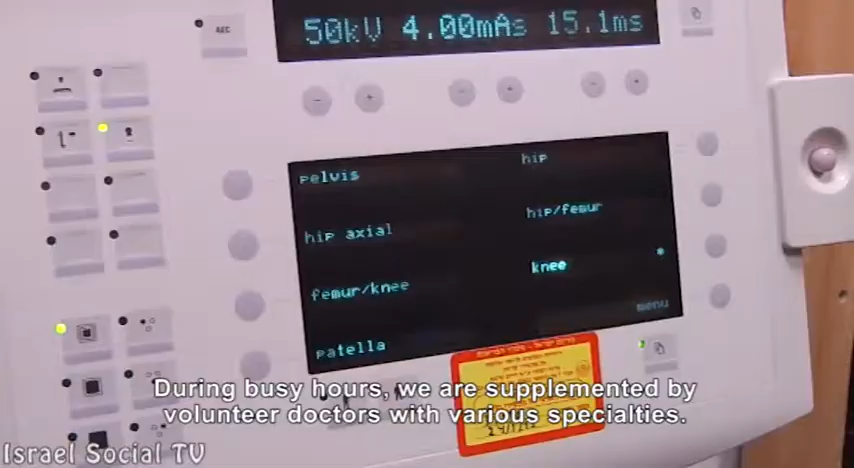 AEC
50kV 4.00mAs 15.1ms
pelvis
hip
hip axial
hip/femur
femur/knee
knee
menu
patella
During busy hours, we are supplemented by
volunteer doctors with various specialties.
Israel Social TV